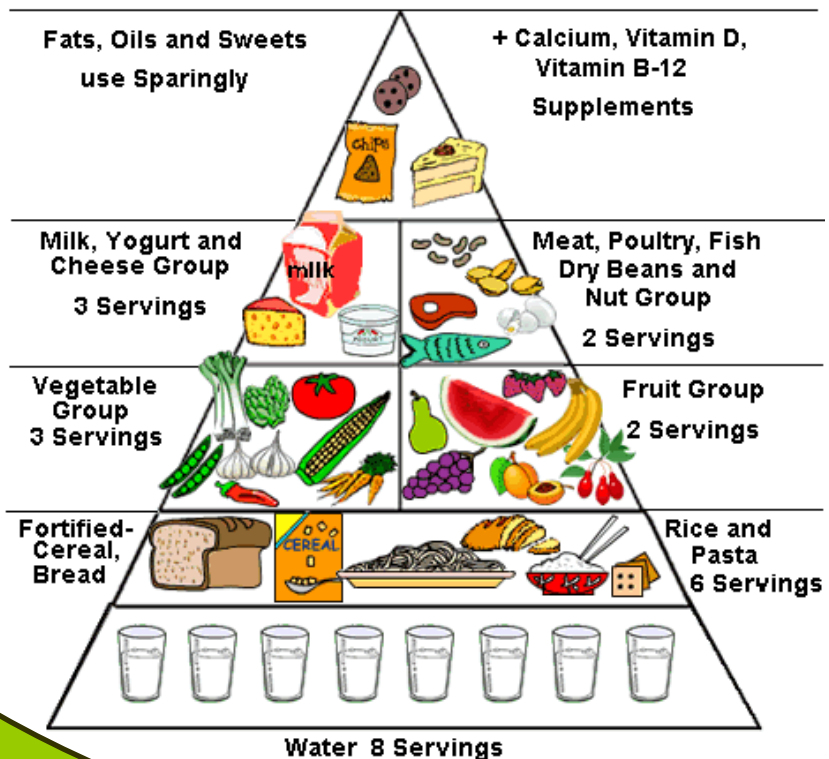 Fats, Oils and Sweets
use Sparingly
+ Calcium, Vitamin D,
Vitamin B-12
Supplements
chips
Milk, Yogurt and
Cheese Group
3 Servings
milk
YOGURT
Meat, Poultry, Fish
Dry Beans and
Nut Group
2 Servings
Vegetable
Group
3 Servings
Fruit Group
2 Servings
Fortified-
Cereal,
Bread
CEREAL
Rice and
Pasta
6 Servings
Water 8 Servings